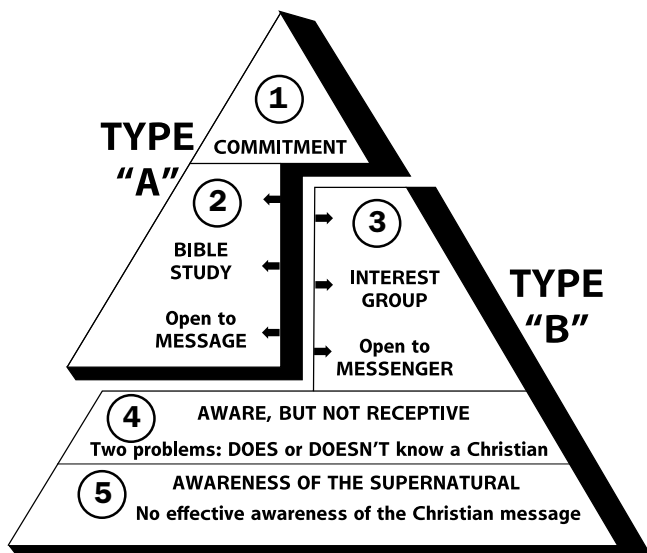 1
COMMITMENT
TYPE
“A”
2
BIBLE
STUDY
Open to
MESSAGE
3
INTEREST
GROUP
Open to
MESSENGER
TYPE
“B”
4
AWARE, BUT NOT RECEPTIVE
Two problems: DOES or DOESN’T know a Christian
5
AWARENESS OF THE SUPERNATURAL
No effective awareness of the Christian message